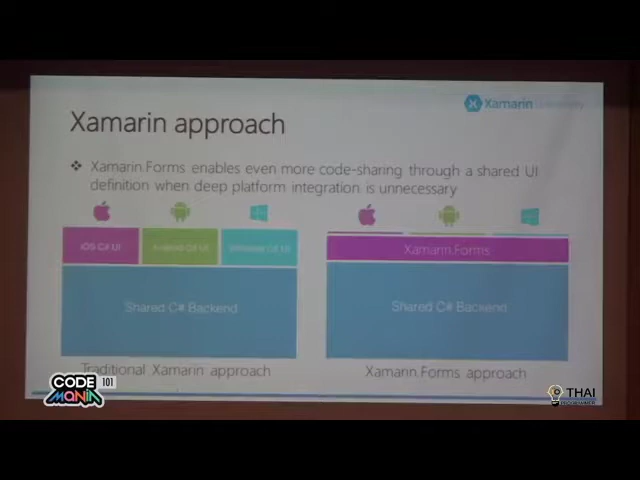 Xamarin University
Xamarin approach
❖ Xamarin.Forms enables even more code-sharing through a shared UI
definition when deep platform integration is unnecessary
iOS C# UI
Android C# UI
Windows C# UI
Xamarin.Forms
Shared C# Backend
Shared C# Backend
Traditional Xamarin approach
Xamarin.Forms approach
CODE
MANIA
101
THAI
PROGRAMMER